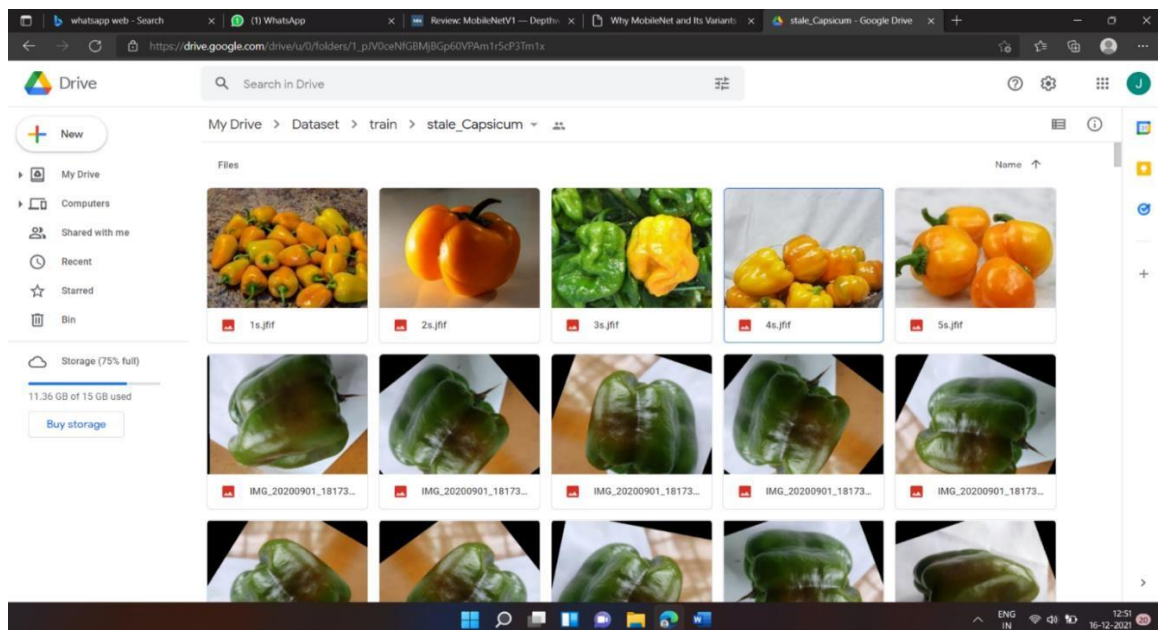 whatsapp web - Search
(1) WhatsApp
Review: MobileNetV1 — Depthw
Why MobileNet and Its Variants
stale_Capsicum - Google Drive
https://drive.google.com/drive/u/0/folders/
Drive
Search in Drive
J
New
My Drive > Dataset > train > stale_Capsicum
Files
Name
My Drive
Computers
Shared with me
Recent
Starred
Bin
Storage (75% full)
11.36 GB of 15 GB used
Buy storage
1s.jfif
2s.jfif
3s.jfif
4s.jfif
5s.jfif
IMG_20200901_18173...
IMG_20200901_18173...
IMG_20200901_18173...
IMG_20200901_18173...
IMG_20200901_18173...
ENG
IN
12:51
16-12-2021
20